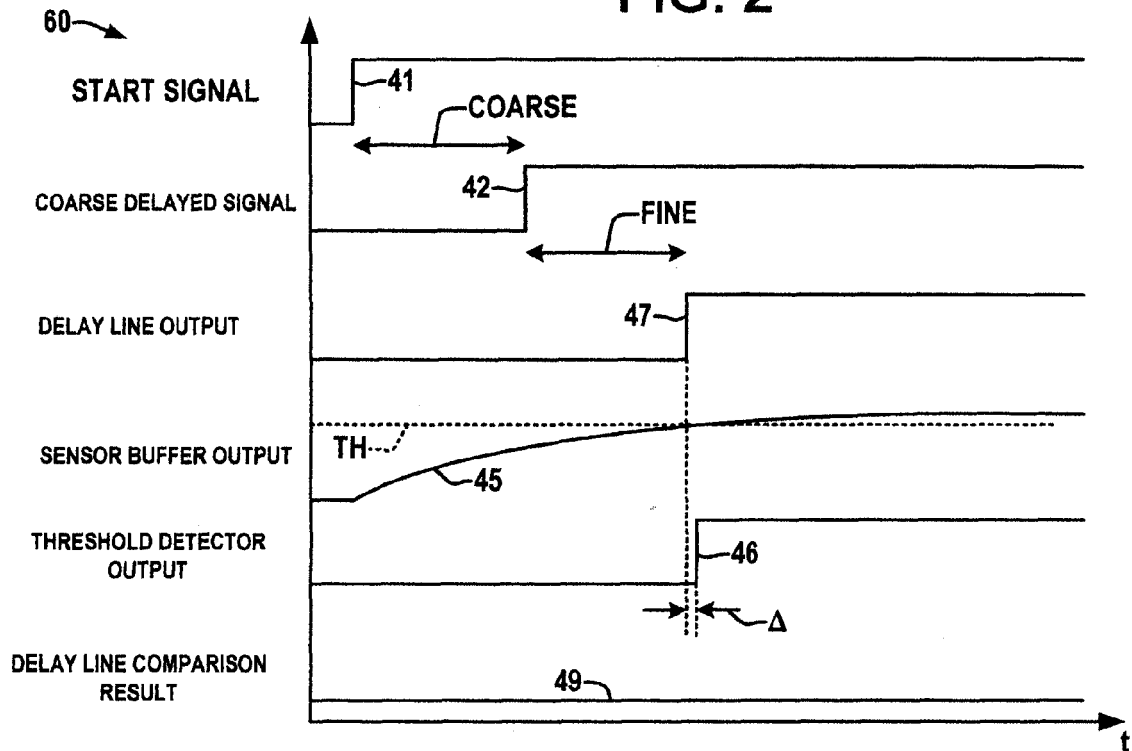 FIG. 2
60
START SIGNAL
41
COARSE
COARSE DELAYED SIGNAL
42
FINE
DELAY LINE OUTPUT
47
SENSOR BUFFER OUTPUT
TH
45
THRESHOLD DETECTOR
OUTPUT
46
Δ
DELAY LINE COMPARISON
RESULT
49
t